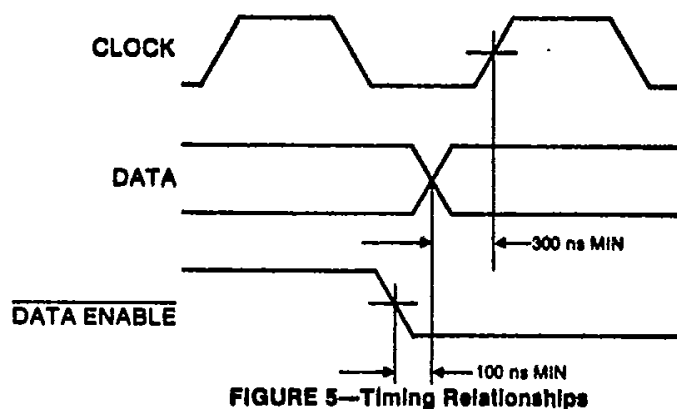 CLOCK
DATA
300 ns MIN
DATA ENABLE
100 ns MIN
FIGURE 5—Timing Relationships